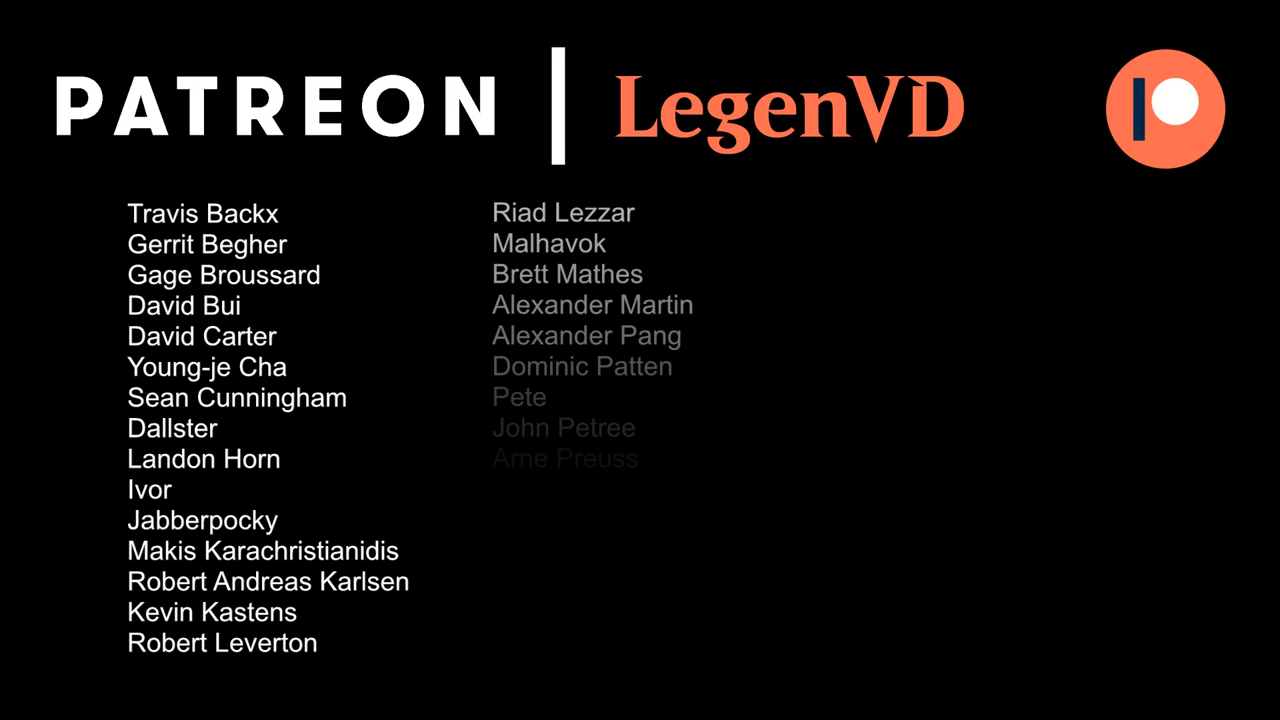 PATREON | LegenVD
Travis Backx
Gerrit Begher
Gage Broussard
David Bui
David Carter
Young-je Cha
Sean Cunningham
Dallster
Landon Horn
Ivor
Jabberpocky
Makis Karachristianidis
Robert Andreas Karlsen
Kevin Kastens
Robert Leverton
Riad Lezzar
Malhavok
Brett Mathes
Alexander Martin
Alexander Pang
Dominic Patten
Pete
John Petree
Arne Preuss